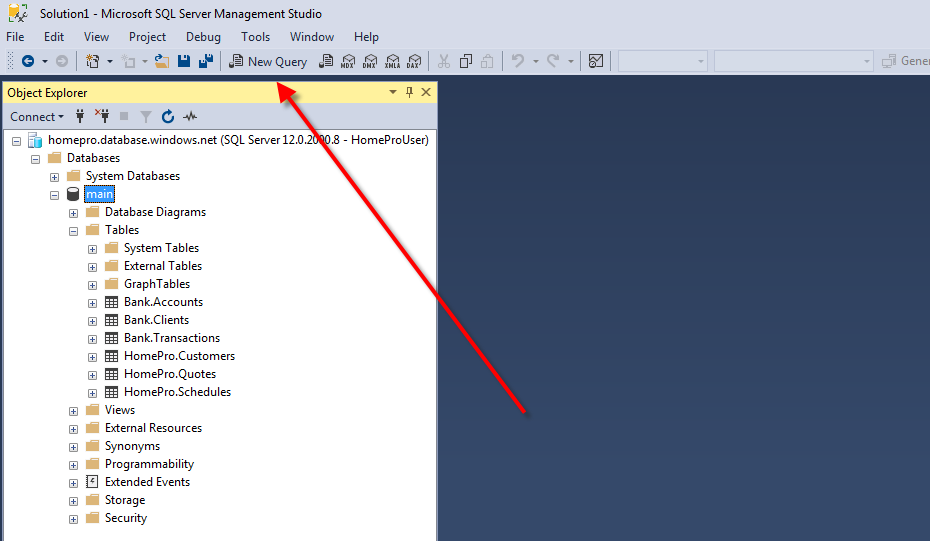 Solution1 - Microsoft SQL Server Management Studio
File Edit View Project Debug Tools Window Help
New Query MDX DMX XMLA DAX Gener
Object Explorer
Connect
homepro.database.windows.net (SQL Server 12.0.2000.8 - HomeProUser)
Databases
System Databases
main
Database Diagrams
Tables
System Tables
External Tables
GraphTables
Bank.Accounts
Bank.Clients
Bank.Transactions
HomePro.Customers
HomePro.Quotes
HomePro.Schedules
Views
External Resources
Synonyms
Programmability
Extended Events
Storage
Security